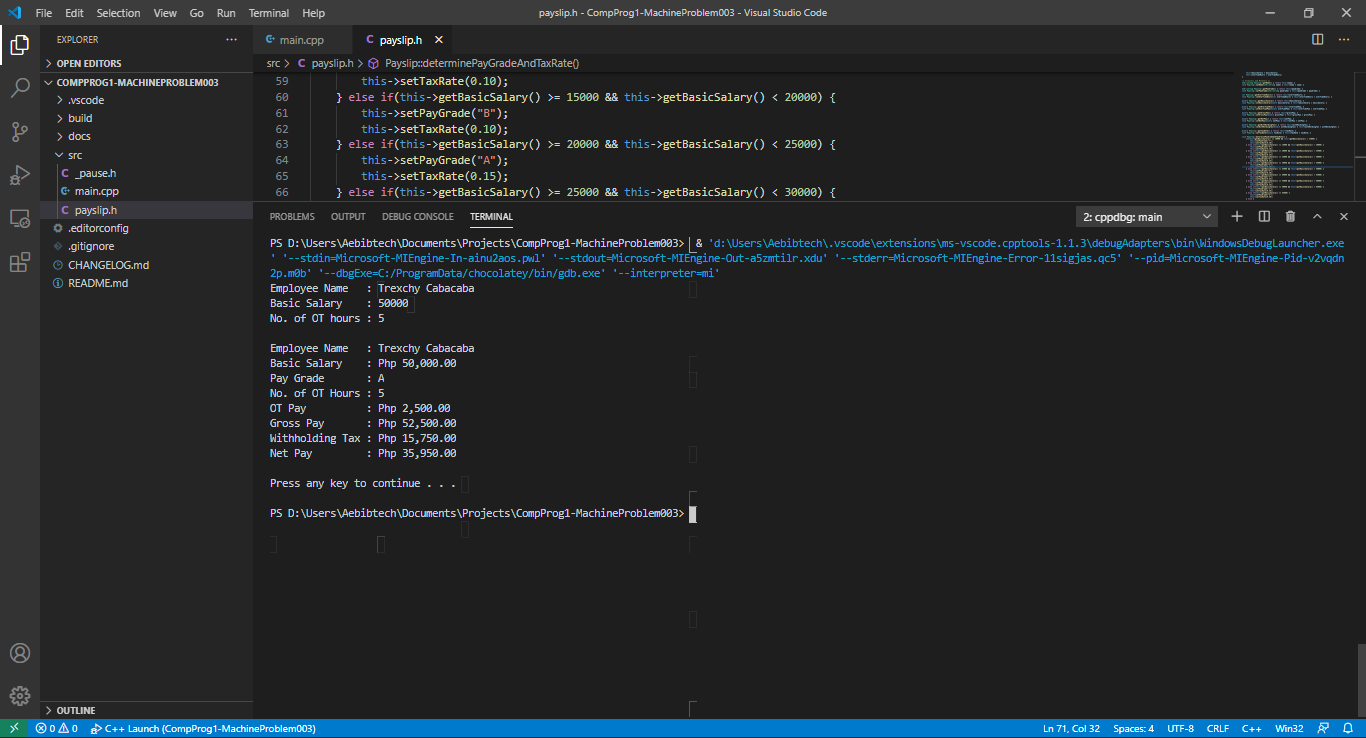 File Edit Selection View Go Run Terminal Help
payslip.h - CompProg1-MachineProblem003 - Visual Studio Code
EXPLORER
OPEN EDITORS
COMPPROG1-MACHINEPROBLEM003
.vscode
build
docs
src
_pause.h
main.cpp
payslip.h
.editorconfig
.gitignore
CHANGELOG.md
README.md
OUTLINE
main.cpp payslip.h
src > payslip.h > Payslip::determinePayGradeAndTaxRate()
59 this->setTaxRate(0.10);
60 } else if(this->getBasicSalary() >= 15000 && this->getBasicSalary() < 20000) {
61 this->setPayGrade("B");
62 this->setTaxRate(0.10);
63 } else if(this->getBasicSalary() >= 20000 && this->getBasicSalary() < 25000) {
64 this->setPayGrade("A");
65 this->setTaxRate(0.15);
66 } else if(this->getBasicSalary() >= 25000 && this->getBasicSalary() < 30000) {
PROBLEMS OUTPUT DEBUG CONSOLE TERMINAL
2: cppdbg: main
PS D:\Users\Aebibtech\Documents\Projects\CompProg1-MachineProblem003> & 'd:\Users\Aebibtech\.vscode\extensions\ms-vscode.cpptools-1.1.3\debugAdapters\bin\WindowsDebugLauncher.exe
' '--stdin=Microsoft-MIEngine-In-ainu2aos.pwl' '--stdout=Microsoft-MIEngine-Out-a5zmtilr.xdu' '--stderr=Microsoft-MIEngine-Error-11sigjas.qc5' '--pid=Microsoft-MIEngine-Pid-v2vqdn
2p.m0b' '--dbgExe=C:/ProgramData/chocolatey/bin/gdb.exe' '--interpreter=mi'
Employee Name : Trexchy Cabacaba
Basic Salary : 50000
No. of OT hours : 5
Employee Name : Trexchy Cabacaba
Basic Salary : Php 50,000.00
Pay Grade : A
No. of OT Hours : 5
OT Pay : Php 2,500.00
Gross Pay : Php 52,500.00
Withholding Tax : Php 15,750.00
Net Pay : Php 35,950.00
Press any key to continue . . .
PS D:\Users\Aebibtech\Documents\Projects\CompProg1-MachineProblem003>
0 0 C++ Launch (CompProg1-MachineProblem003)
Ln 71, Col 32 Spaces: 4 UTF-8 CRLF C++ Win32